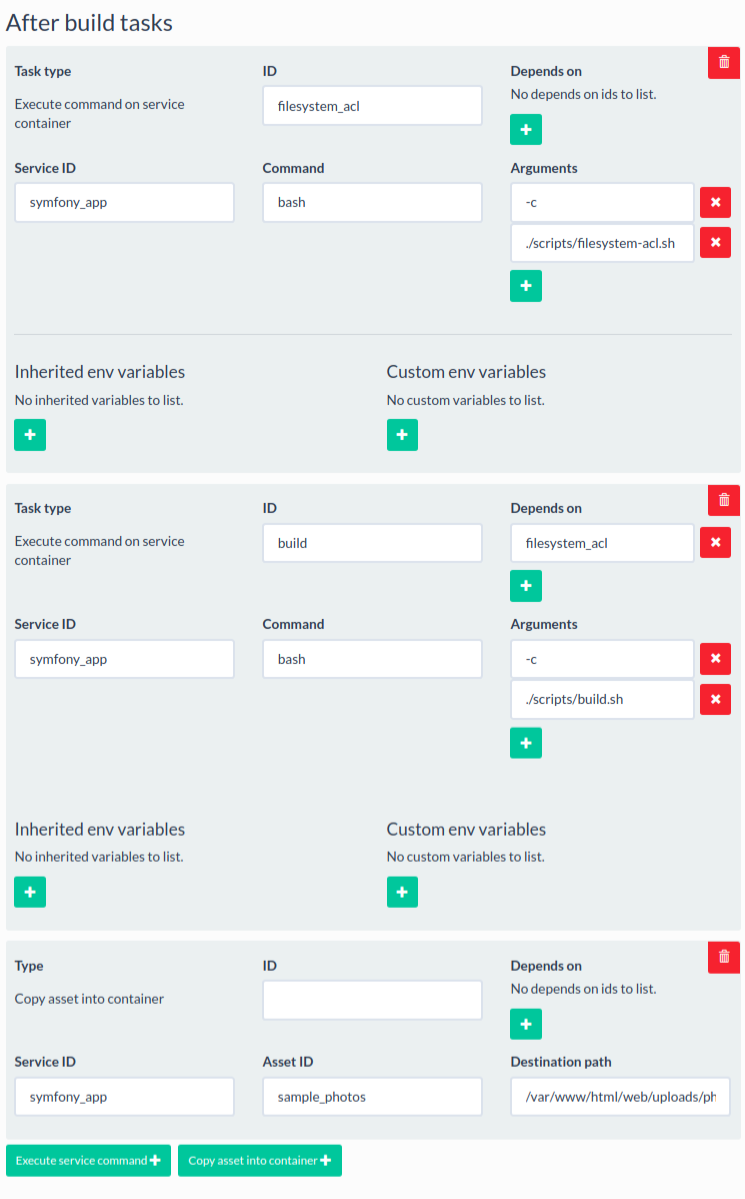 After build tasks
Task type
ID
Depends on
Execute command on service
container
filesystem_acl
No depends on ids to list.
Service ID
Command
Arguments
symfony_app
bash
-c
./scripts/filesystem-acl.sh
Inherited env variables
Custom env variables
No inherited variables to list.
No custom variables to list.
Task type
ID
Depends on
Execute command on service
container
build
filesystem_acl
Service ID
Command
Arguments
symfony_app
bash
-c
./scripts/build.sh
Inherited env variables
Custom env variables
No inherited variables to list.
No custom variables to list.
Type
ID
Depends on
Copy asset into container
No depends on ids to list.
Service ID
Asset ID
Destination path
symfony_app
sample_photos
/var/www/html/web/uploads/ph
Execute service command
Copy asset into container